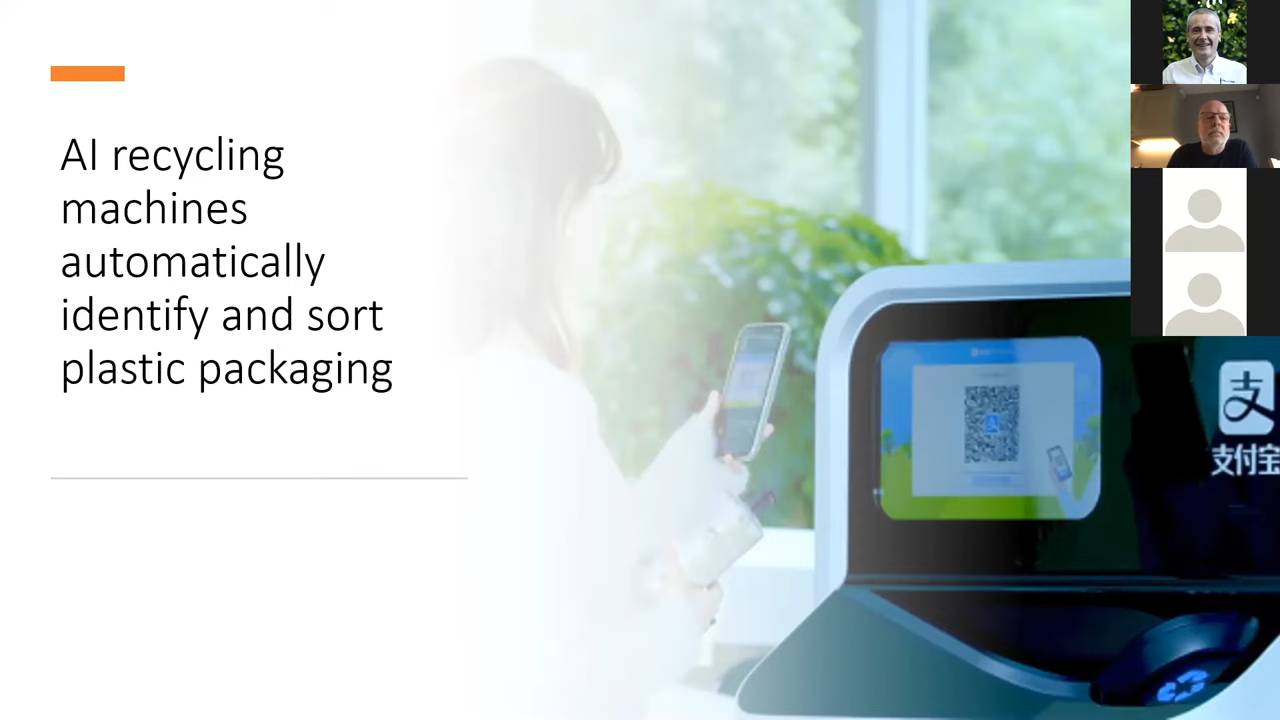 AI recycling
machines
automatically
identify and sort
plastic packaging
支
支付宝